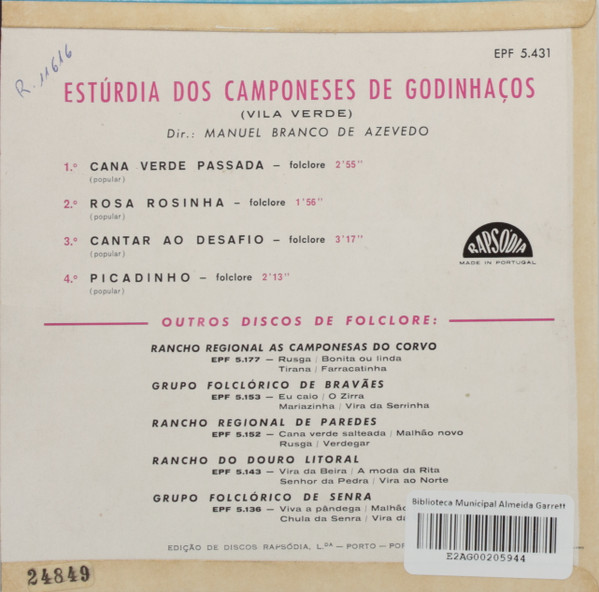 R. 11616
EPF 5.431
ESTÚRDIA DOS CAMPONESES DE GODINHAÇOS
(VILA VERDE)
Dir.: MANUEL BRANCO DE AZEVEDO
1.º CANA VERDE PASSADA – folclore 2'55"
(popular)
2.º ROSA ROSINHA – folclore 1'56"
(popular)
3.º CANTAR AO DESAFIO – folclore 3'17"
(popular)
4.º PICADINHO – folclore 2'13"
(popular)
RAPSÓDIA
MADE IN PORTUGAL
OUTROS DISCOS DE FOLCLORE:
RANCHO REGIONAL AS CAMPONESAS DO CORVO
EPF 5.177 – Rusga / Bonita ou linda
Tirana / Farracatinha
GRUPO FOLCLÓRICO DE BRAVÃES
EPF 5.153 – Eu caio / O Zirra
Mariazinha / Vira da Serrinha
RANCHO REGIONAL DE PAREDES
EPF 5.152 – Cana verde salteada / Malhão novo
Rusga / Verdegar
RANCHO DO DOURO LITORAL
EPF 5.143 – Vira da Beira / A moda da Rita
Senhor da Pedra / Vira ao Norte
GRUPO FOLCLÓRICO DE SENRA
EPF 5.136 – Viva a pândega / Malhão
Chula da Senra / Vira da
EDIÇÃO DE DISCOS RAPSÓDIA, L.DA – PORTO –
Biblioteca Municipal Almeida Garrett
E2AG00205944
24849